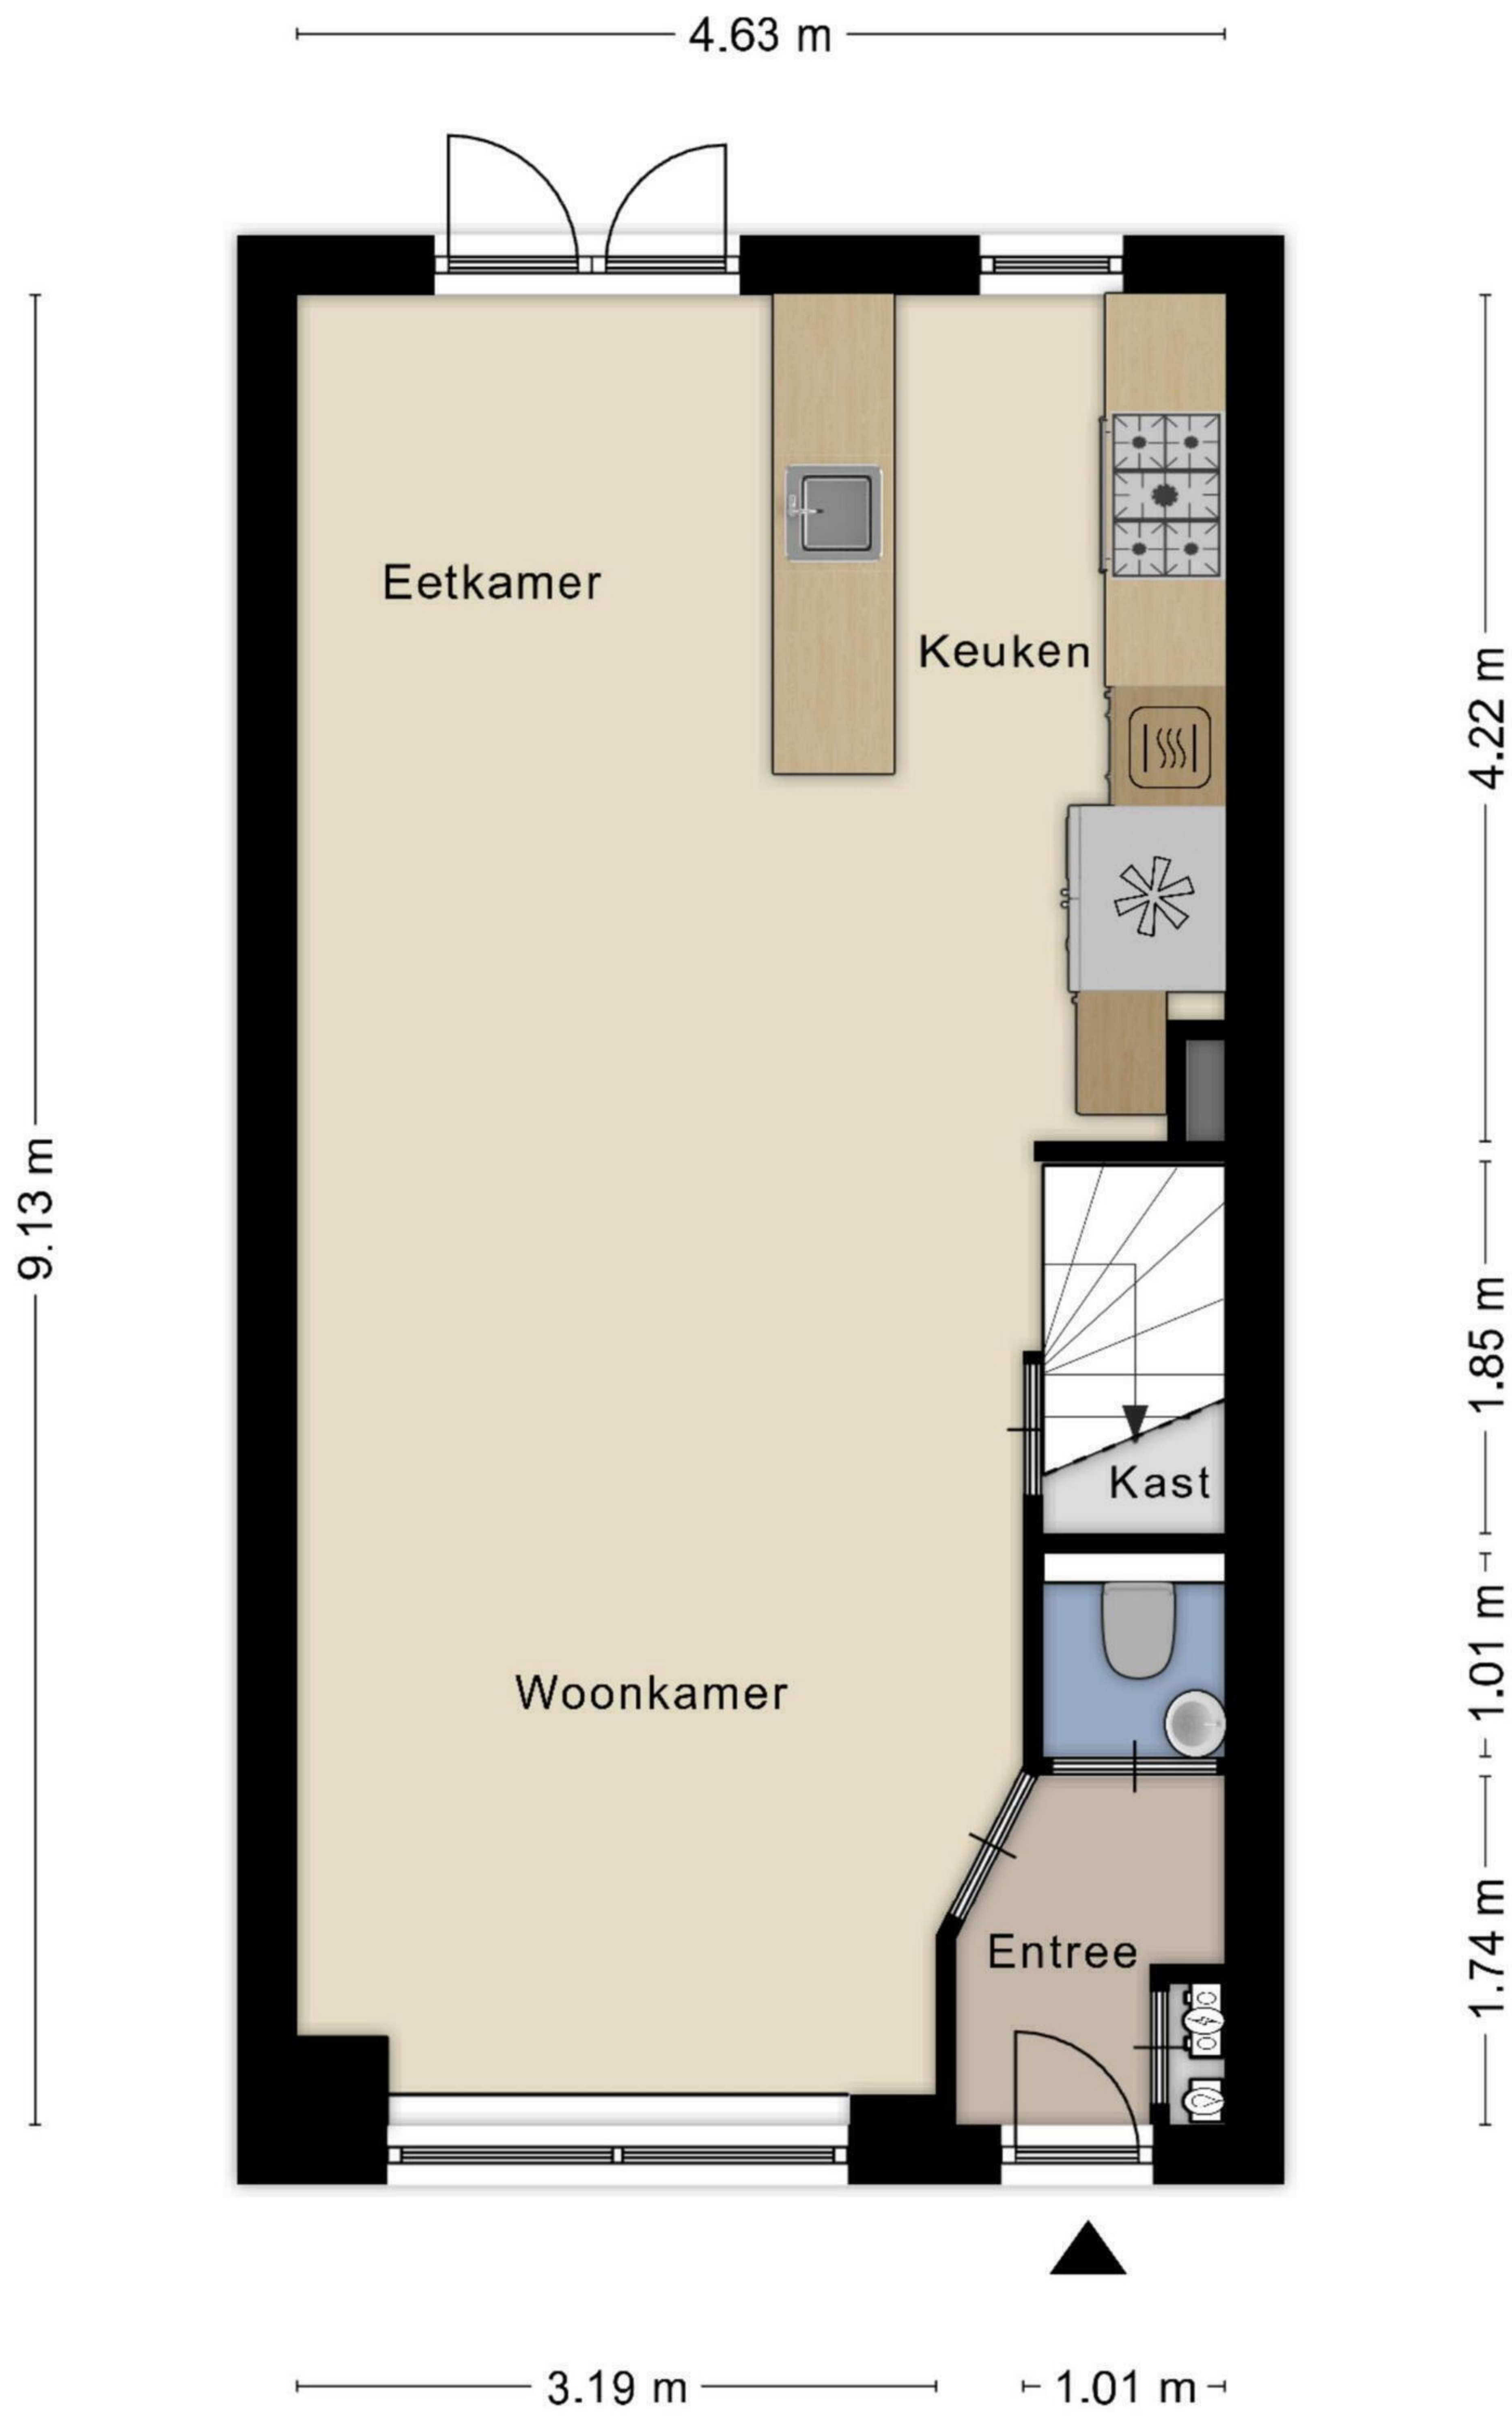 4.63 m
Eetkamer
Keuken
4.22 m
9.13 m
1.85 m
Kast
1.01 m
Woonkamer
1.74 m
Entree
3.19 m
1.01 m